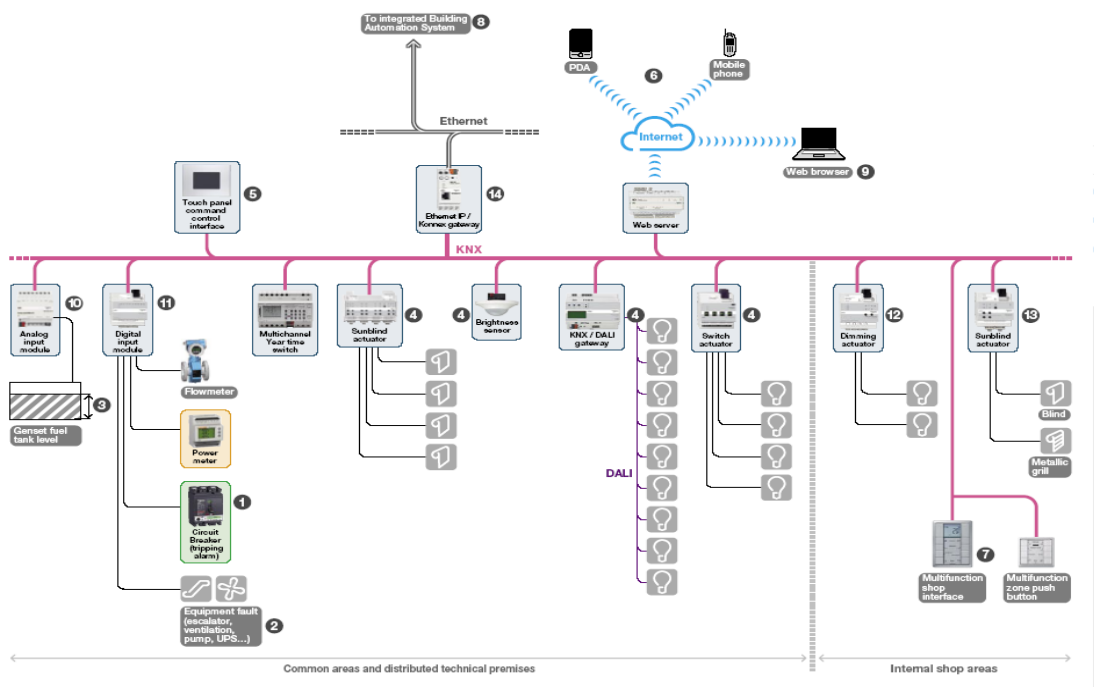 To integrated Building
Automation System
8
PDA
6
Mobile
phone
Ethernet
Internet
Web browser
9
Touch panel
command
control
interface
5
Ethernet IP /
Konnex gateway
14
Web server
KNX
Analog
input
module
10
Digital
input
module
11
Multichannel
Year time
switch
Sunblind
actuator
4
4
Brightness
sensor
KNX / DALI
gateway
4
Switch
actuator
4
Dimming
actuator
12
Sunblind
actuator
13
Flowmeter
3
Genset fuel
tank level
Power
meter
Blind
Metallic
grill
DALI
1
Circuit
Breaker
(tripping
alarm)
7
Multifunction
shop
interface
Multifunction
zone push
button
Equipment fault
(escalator,
ventilation,
pump, UPS...)
2
Common areas and distributed technical premises
Internal shop areas